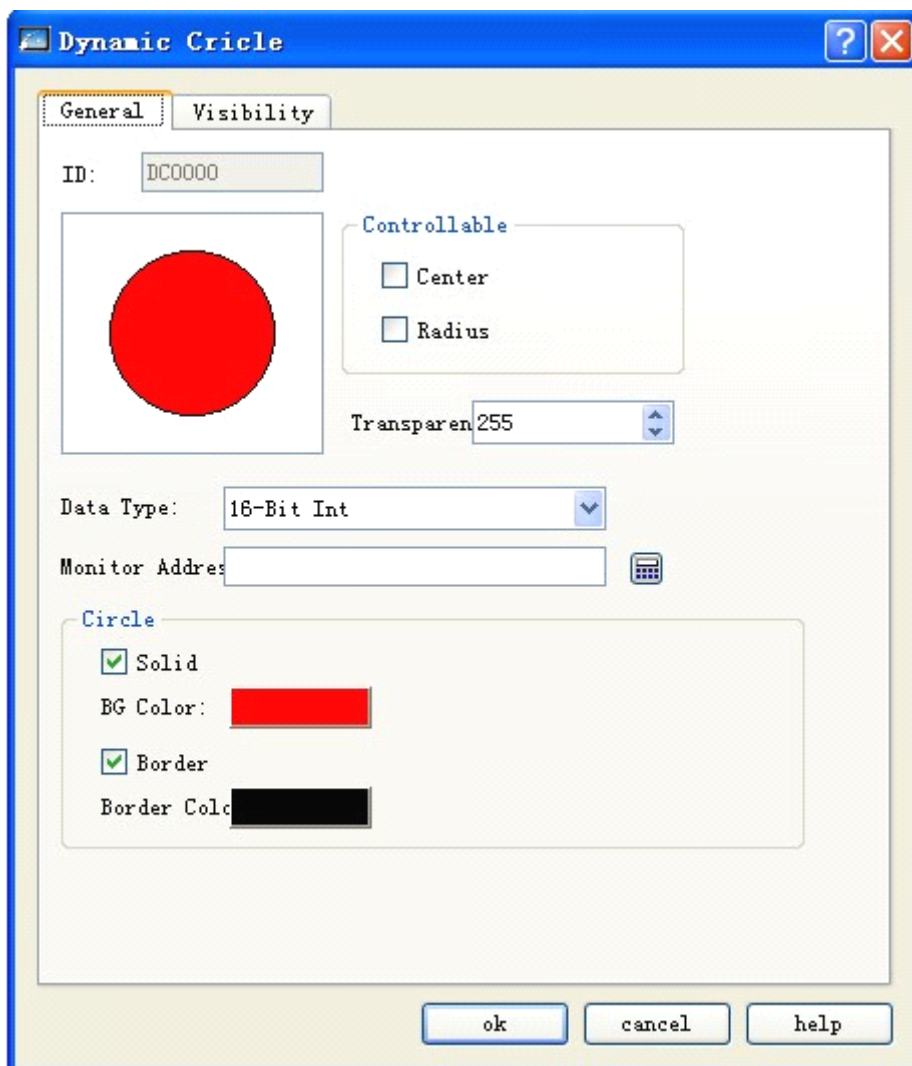 Dynamic Cricle
General Visibility
ID: DC0000
Controllable
Center
Radius
Transparen 255
Data Type: 16-Bit Int
Monitor Addres
Circle
Solid
BG Color:
Border
Border Colo
ok cancel help